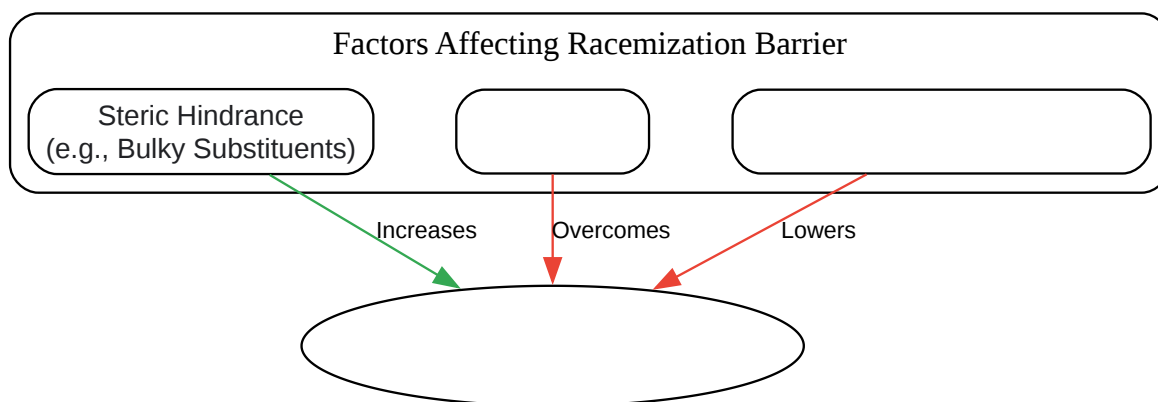 Factors Affecting Racemization Barrier
Steric Hindrance
(e.g., Bulky Substituents)
Increases
Overcomes
Lowers